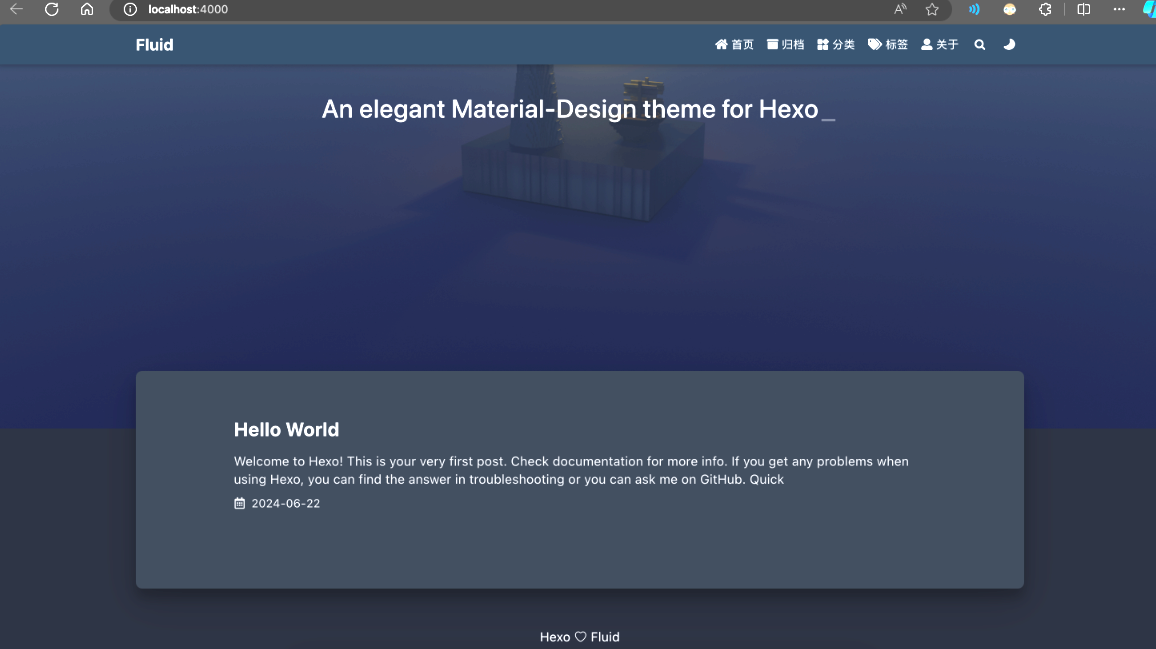 localhost:4000
Fluid
首页 归档 分类 标签 关于
An elegant Material-Design theme for Hexo_
Hello World
Welcome to Hexo! This is your very first post. Check documentation for more info. If you get any problems when
using Hexo, you can find the answer in troubleshooting or you can ask me on GitHub. Quick
2024-06-22
Hexo ♡ Fluid